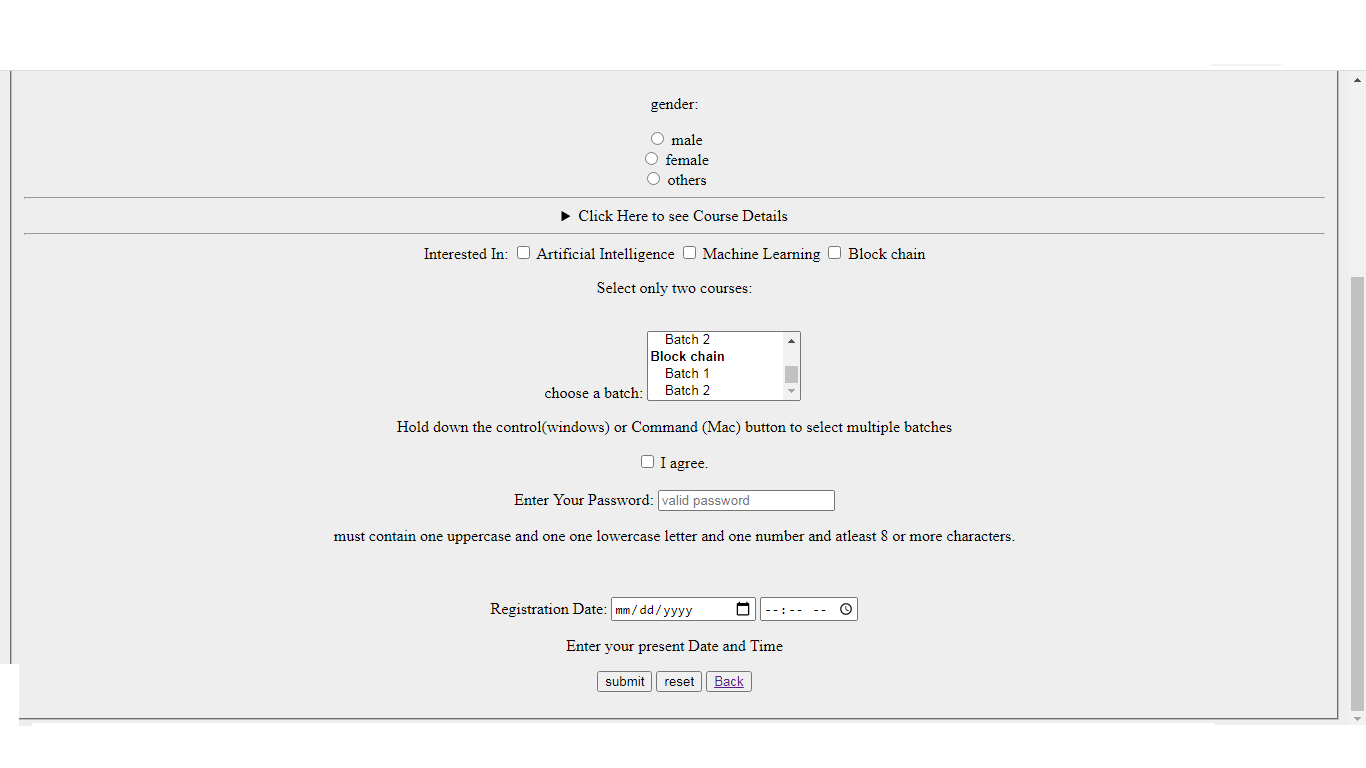 gender:
male
female
others
▶ Click Here to see Course Details
Interested In: Artificial Intelligence Machine Learning Block chain
Select only two courses:
Batch 2
Block chain
Batch 1
Batch 2
choose a batch:
Hold down the control(windows) or Command (Mac) button to select multiple batches
I agree.
Enter Your Password: valid password
must contain one uppercase and one one lowercase letter and one number and atleast 8 or more characters.
Registration Date: mm/dd/yyyy --:-- --
Enter your present Date and Time
submit reset Back